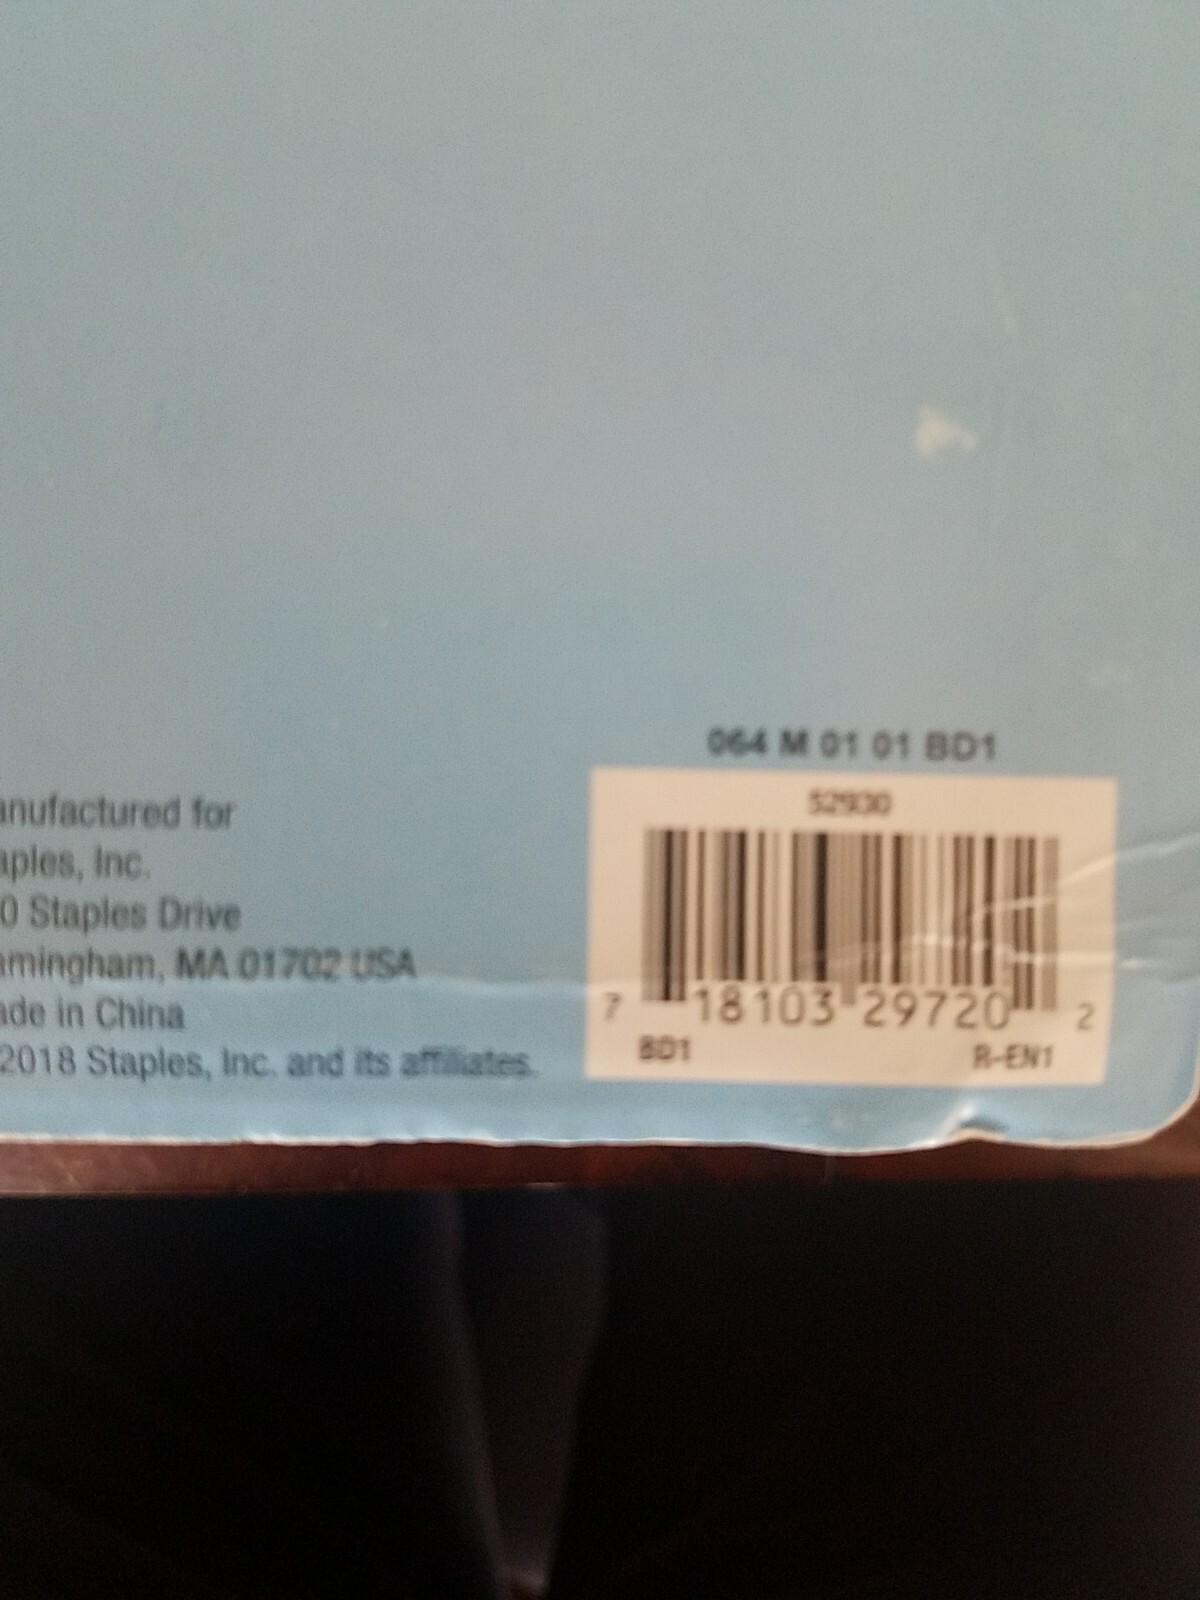 064 M 01 01 BD1
52930
anufactured for
aples, Inc.
0 Staples Drive
amingham, MA 01702 USA
ade in China
2018 Staples, Inc. and its affiliates.
7 18103 29720 2
BD1 R-EN1